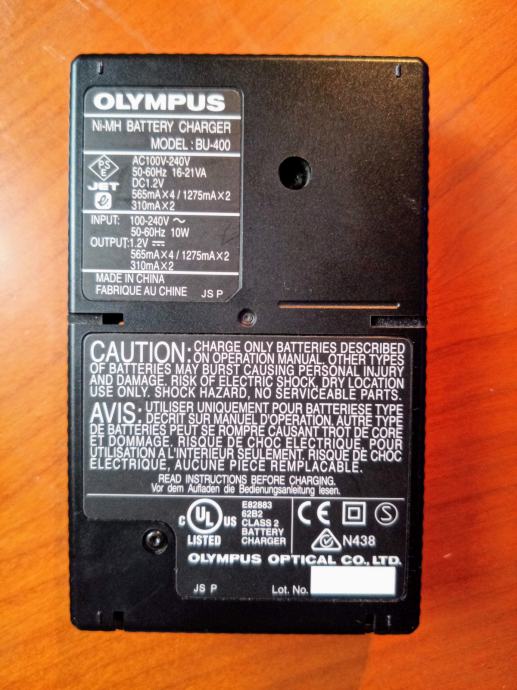 OLYMPUS
Ni-MH BATTERY CHARGER
MODEL : BU-400
PS
E
JET
AC100V-240V
50-60Hz 16-21VA
DC1.2V
565mA×4 / 1275mA×2
310mA×2
INPUT: 100-240V ~
50-60Hz 10W
OUTPUT:1.2V ⎓
565mA×4 / 1275mA×2
310mA×2
MADE IN CHINA
FABRIQUE AU CHINE JS P
CAUTION: CHARGE ONLY BATTERIES DESCRIBED
ON OPERATION MANUAL. OTHER TYPES
OF BATTERIES MAY BURST CAUSING PERSONAL INJURY
AND DAMAGE. RISK OF ELECTRIC SHOCK, DRY LOCATION
USE ONLY. SHOCK HAZARD, NO SERVICEABLE PARTS.
AVIS: UTILISER UNIQUEMENT POUR BATTERIESE TYPE
DECRIT SUR MANUEL D'OPERATION. AUTRE TYPE
DE BATTERIES PEUT SE ROMPRE CAUSANT TROU DE CORE
ET DOMMAGE. RISQUE DE CHOC ELECTRIQUE, POUR
UTILISATION A L'INTERIEUR SEULEMENT. RISQUE DE CHOC
ÉLECTRIQUE, AUCUNE PIECE REMPLACABLE.
READ INSTRUCTIONS BEFORE CHARGING.
Vor dem Aufladen die Bedienungsanleitung lesen.
C UL US
LISTED
E82883
62B2
CLASS 2
BATTERY
CHARGER
CE S
N438
OLYMPUS OPTICAL CO., LTD.
JS P Lot. No.